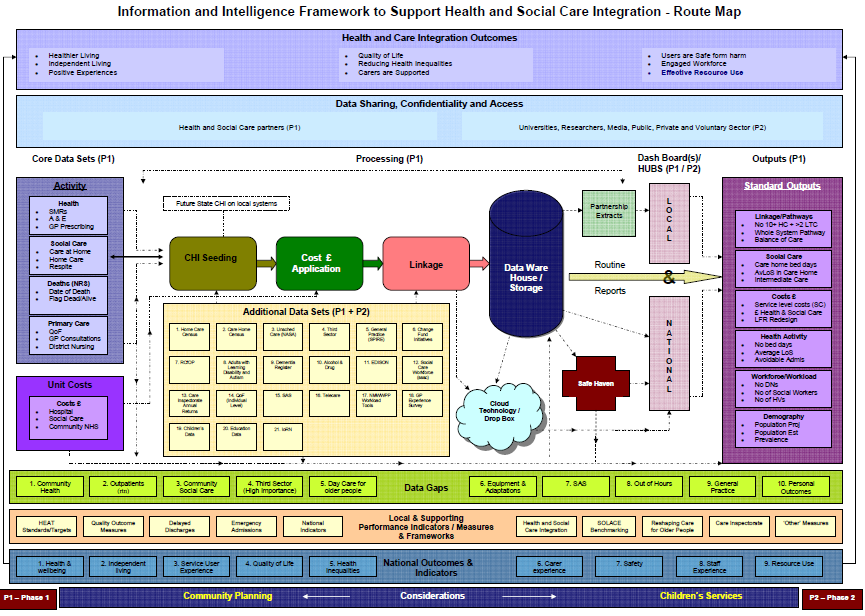 Information and Intelligence Framework to Support Health and Social Care Integration - Route Map
Health and Care Integration Outcomes
• Healthier Living
• Independent Living
• Positive Experiences
• Quality of Life
• Reducing Health Inequalities
• Carers are Supported
• Users are Safe form harm
• Engaged Workforce
• Effective Resource Use
Data Sharing, Confidentiality and Access
Health and Social Care partners (P1)
Universities, Researchers, Media, Public, Private and Voluntary Sector (P2)
Core Data Sets (P1)
Processing (P1)
Dash Board(s)/
HUBS (P1 / P2)
Outputs (P1)
Activity
Health
• SMRs
• A & E
• GP Prescribing
Social Care
• Care at Home
• Home Care
• Respite
Deaths (NRS)
• Date of Death
• Flag Dead/Alive
Primary Care
• QoF
• GP Consultations
• District Nursing
Unit Costs
Costs £
• Hospital
• Social Care
• Community NHS
Future State CHI on local systems
CHI Seeding
Cost £
Application
Linkage
Data Ware
House /
Storage
Partnership
Extracts
LOCAL
Routine
&
Reports
NATIONAL
Safe Haven
Cloud
Technology /
Drop Box
Additional Data Sets (P1 + P2)
1. Home Care
Census
2. Care Home
Census
3. Unsched
Care (NASA)
4. Third
Sector
5. General
Practice
(SPIRE)
6. Change
Fund
Initiatives
8. Adults with
Learning
Disability and
Autism
9. Dementia
Register
10. Alcohol &
Drug
11. EDISON
12. Social
Care
Workforce
13. Care
Inspectorate
Annual
Returns
14. QoF
(Individual
Level)
15. SAS
16. Telecare
17. NMWWPP
Workload
Tools
18. GP
Experience
Survey
19. Children's
Data
20. Education
Data
21. IoRN
Standard Outputs
Linkage/Pathways
• No 10+ HC + >2 LTC
• Whole System Pathway
• Balance of Care
Social Care
• Care home bed days
• AvLoS in Care Home
• Intermediate Care
Costs £
• Service level costs (SC)
• £ Health & Social Care
• LFR Redesign
Health Activity
• No bed days
• Average LoS
• Avoidable Admis
Workforce/Workload
• No DNs
• No of Social Workers
• No of HVs
Demography
• Population Proj
• Population Est
• Prevalence
1. Community
Health
2. Outpatients
(rtn)
3. Community
Social Care
4. Third Sector
(High importance)
5. Day Care for
older people
Data Gaps
6. Equipment &
Adaptations
7. SAS
8. Out of Hours
9. General
Practice
10. Personal
Outcomes
HEAT
Standards/Targets
Quality Outcome
Measures
Delayed
Discharges
Emergency
Admissions
National
Indicators
Local & Supporting
Performance Indicators / Measures
& Frameworks
Health and Social
Care Integration
SOLACE
Benchmarking
Reshaping Care
for Older People
Care Inspectorate
'Other' Measures
1. Health &
wellbeing
2. Independent
living
3. Service User
Experience
4. Quality of Life
5. Health
Inequalities
National Outcomes &
Indicators
6. Carer
experience
7. Safety
8. Staff
Experience
9. Resource Use
P1 – Phase 1
Community Planning
Considerations
Children's Services
P2 – Phase 2